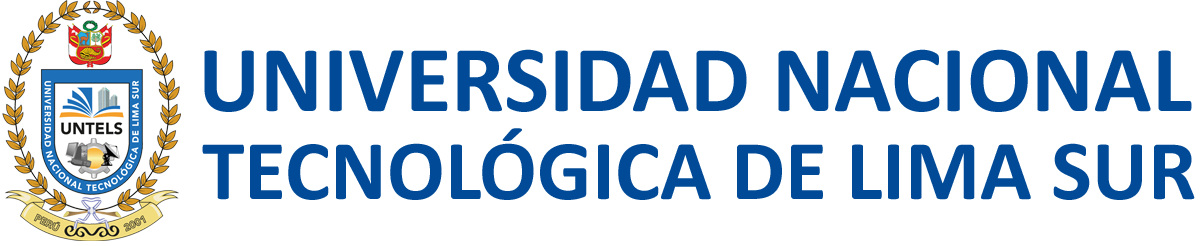 UNIVERSIDAD NACIONAL
TECNOLÓGICA DE LIMA SUR
UNIVERSIDAD NACIONAL TECNOLÓGICA DE LIMA SUR
UNTELS
PERÚ 2001